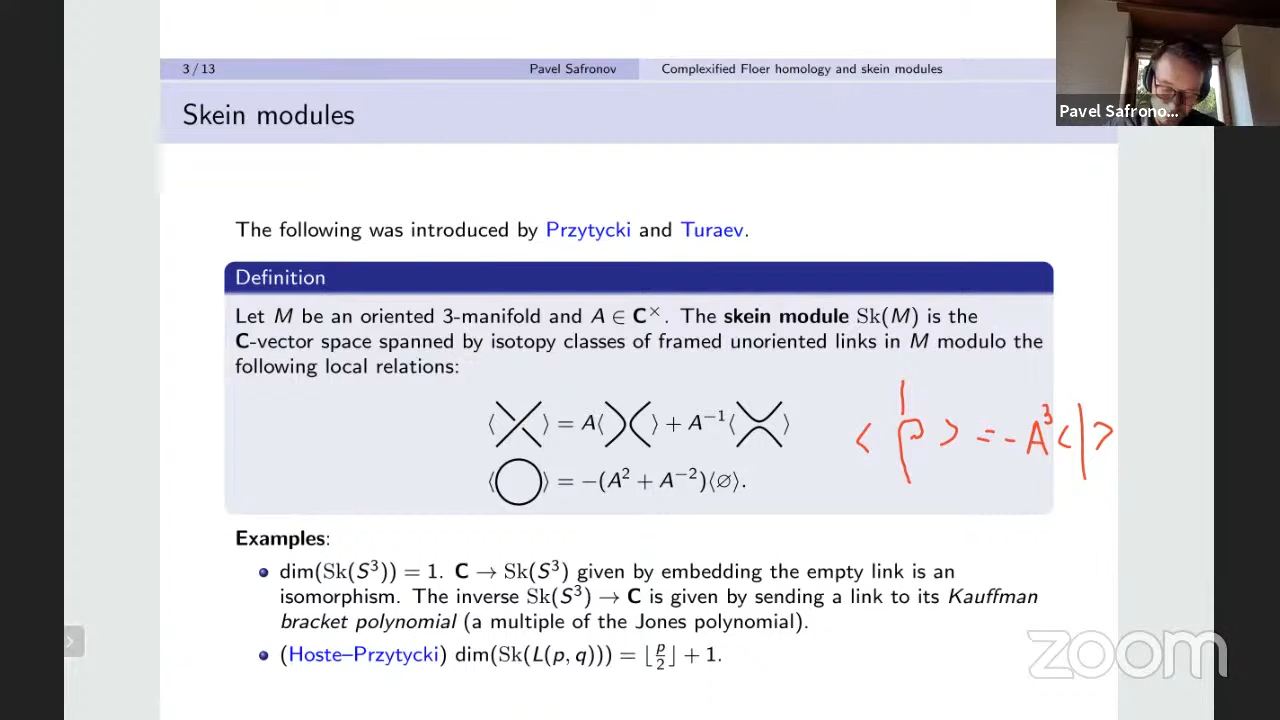 3 / 13 Pavel Safronov Complexified Floer homology and skein modules
Pavel Safrono...
Skein modules
The following was introduced by Przytycki and Turaev.
Definition
Let M be an oriented 3-manifold and A ∈ C×. The skein module Sk(M) is the
C-vector space spanned by isotopy classes of framed unoriented links in M modulo the
following local relations:
⟨ ⟩ = A⟨ ⟩ + A⁻¹⟨ ⟩
⟨ ⟩ = −(A² + A⁻²)⟨∅⟩.
⟨ ⟩ = - A³ ⟨ | ⟩
Examples:
dim(Sk(S³)) = 1. C → Sk(S³) given by embedding the empty link is an
isomorphism. The inverse Sk(S³) → C is given by sending a link to its Kauffman
bracket polynomial (a multiple of the Jones polynomial).
(Hoste–Przytycki) dim(Sk(L(p, q))) = ⌊p/2⌋ + 1.
zoom